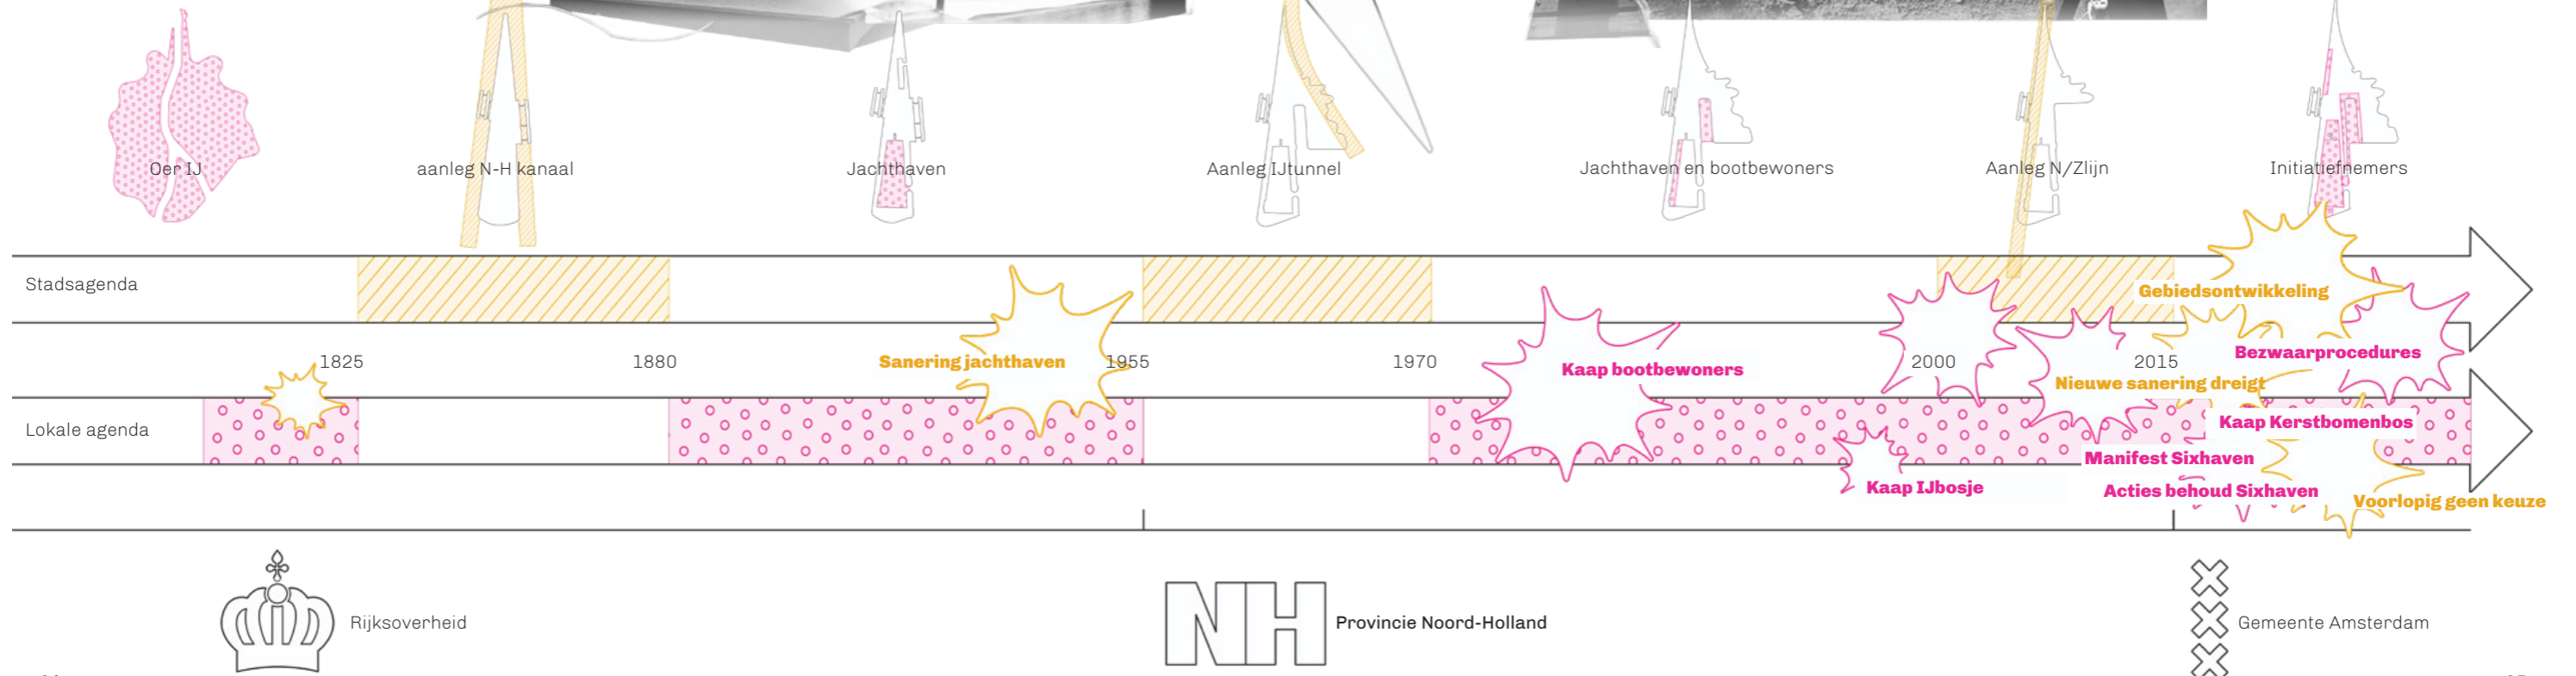 Oer IJ
aanleg N-H kanaal
Jachthaven
Aanleg IJtunnel
Jachthaven en bootbewoners
Aanleg N/Zlijn
Initiatiefnemers
Stadsagenda
Gebiedsontwikkeling
1825
1880
Sanering jachthaven
1955
1970
Kaap bootbewoners
2000
2015
Bezwaarprocedures
Nieuwe sanering dreigt
Lokale agenda
Kaap Kerstbomenbos
Manifest Sixhaven
Kaap IJbosje
Acties behoud Sixhaven
Voorlopig geen keuze
Rijksoverheid
NH
Provincie Noord-Holland
Gemeente Amsterdam